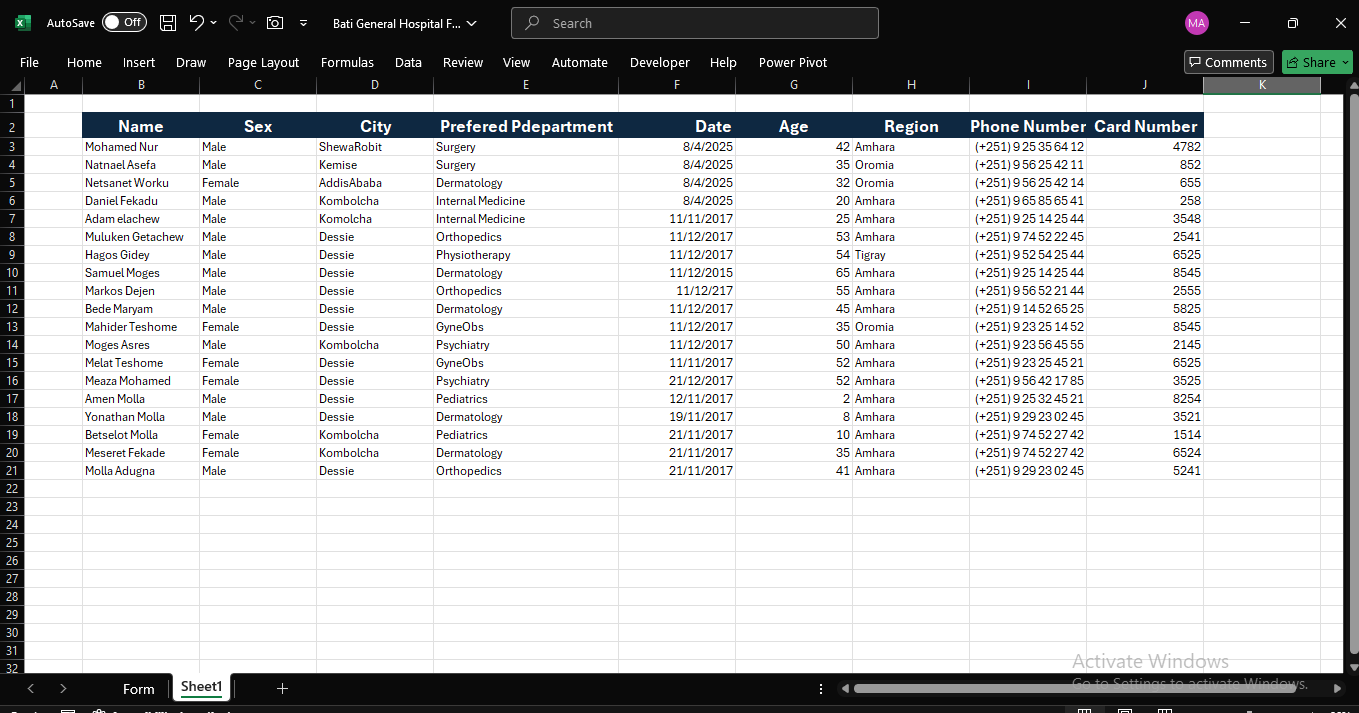 AutoSave Off Bati General Hospital F... Search MA
File Home Insert Draw Page Layout Formulas Data Review View Automate Developer Help Power Pivot Comments Share
A B C D E F G H I J K
1
2 Name Sex City Prefered Pdepartment Date Age Region Phone Number Card Number
3 Mohamed Nur Male ShewaRobit Surgery 8/4/2025 42 Amhara (+251) 9 25 35 64 12 4782
4 Natnael Asefa Male Kemise Surgery 8/4/2025 35 Oromia (+251) 9 56 25 42 11 852
5 Netsanet Worku Female AddisAbaba Dermatology 8/4/2025 32 Oromia (+251) 9 56 25 42 14 655
6 Daniel Fekadu Male Kombolcha Internal Medicine 8/4/2025 20 Amhara (+251) 9 65 85 65 41 258
7 Adam elachew Male Komolcha Internal Medicine 11/11/2017 25 Amhara (+251) 9 25 14 25 44 3548
8 Muluken Getachew Male Dessie Orthopedics 11/12/2017 53 Amhara (+251) 9 74 52 22 45 2541
9 Hagos Gidey Male Dessie Physiotherapy 11/12/2017 54 Tigray (+251) 9 52 54 25 44 6525
10 Samuel Moges Male Dessie Dermatology 11/12/2015 65 Amhara (+251) 9 25 14 25 44 8545
11 Markos Dejen Male Dessie Orthopedics 11/12/217 55 Amhara (+251) 9 56 52 21 44 2555
12 Bede Maryam Male Dessie Dermatology 11/12/2017 45 Amhara (+251) 9 14 52 65 25 5825
13 Mahider Teshome Female Dessie GyneObs 11/12/2017 35 Oromia (+251) 9 23 25 14 52 8545
14 Moges Asres Male Kombolcha Psychiatry 11/12/2017 50 Amhara (+251) 9 23 56 45 55 2145
15 Melat Teshome Female Dessie GyneObs 11/11/2017 52 Amhara (+251) 9 23 25 45 21 6525
16 Meaza Mohamed Female Dessie Psychiatry 21/12/2017 52 Amhara (+251) 9 56 42 17 85 3525
17 Amen Molla Male Dessie Pediatrics 12/11/2017 2 Amhara (+251) 9 25 32 45 21 8254
18 Yonathan Molla Male Dessie Dermatology 19/11/2017 8 Amhara (+251) 9 29 23 02 45 3521
19 Betselot Molla Female Kombolcha Pediatrics 21/11/2017 10 Amhara (+251) 9 74 52 27 42 1514
20 Meseret Fekade Female Kombolcha Dermatology 21/11/2017 35 Amhara (+251) 9 74 52 27 42 6524
21 Molla Adugna Male Dessie Orthopedics 21/11/2017 41 Amhara (+251) 9 29 23 02 45 5241
22
23
24
25
26
27
28
29
30
31
32
Activate Windows
Go to Settings to activate Windows.
Form Sheet1